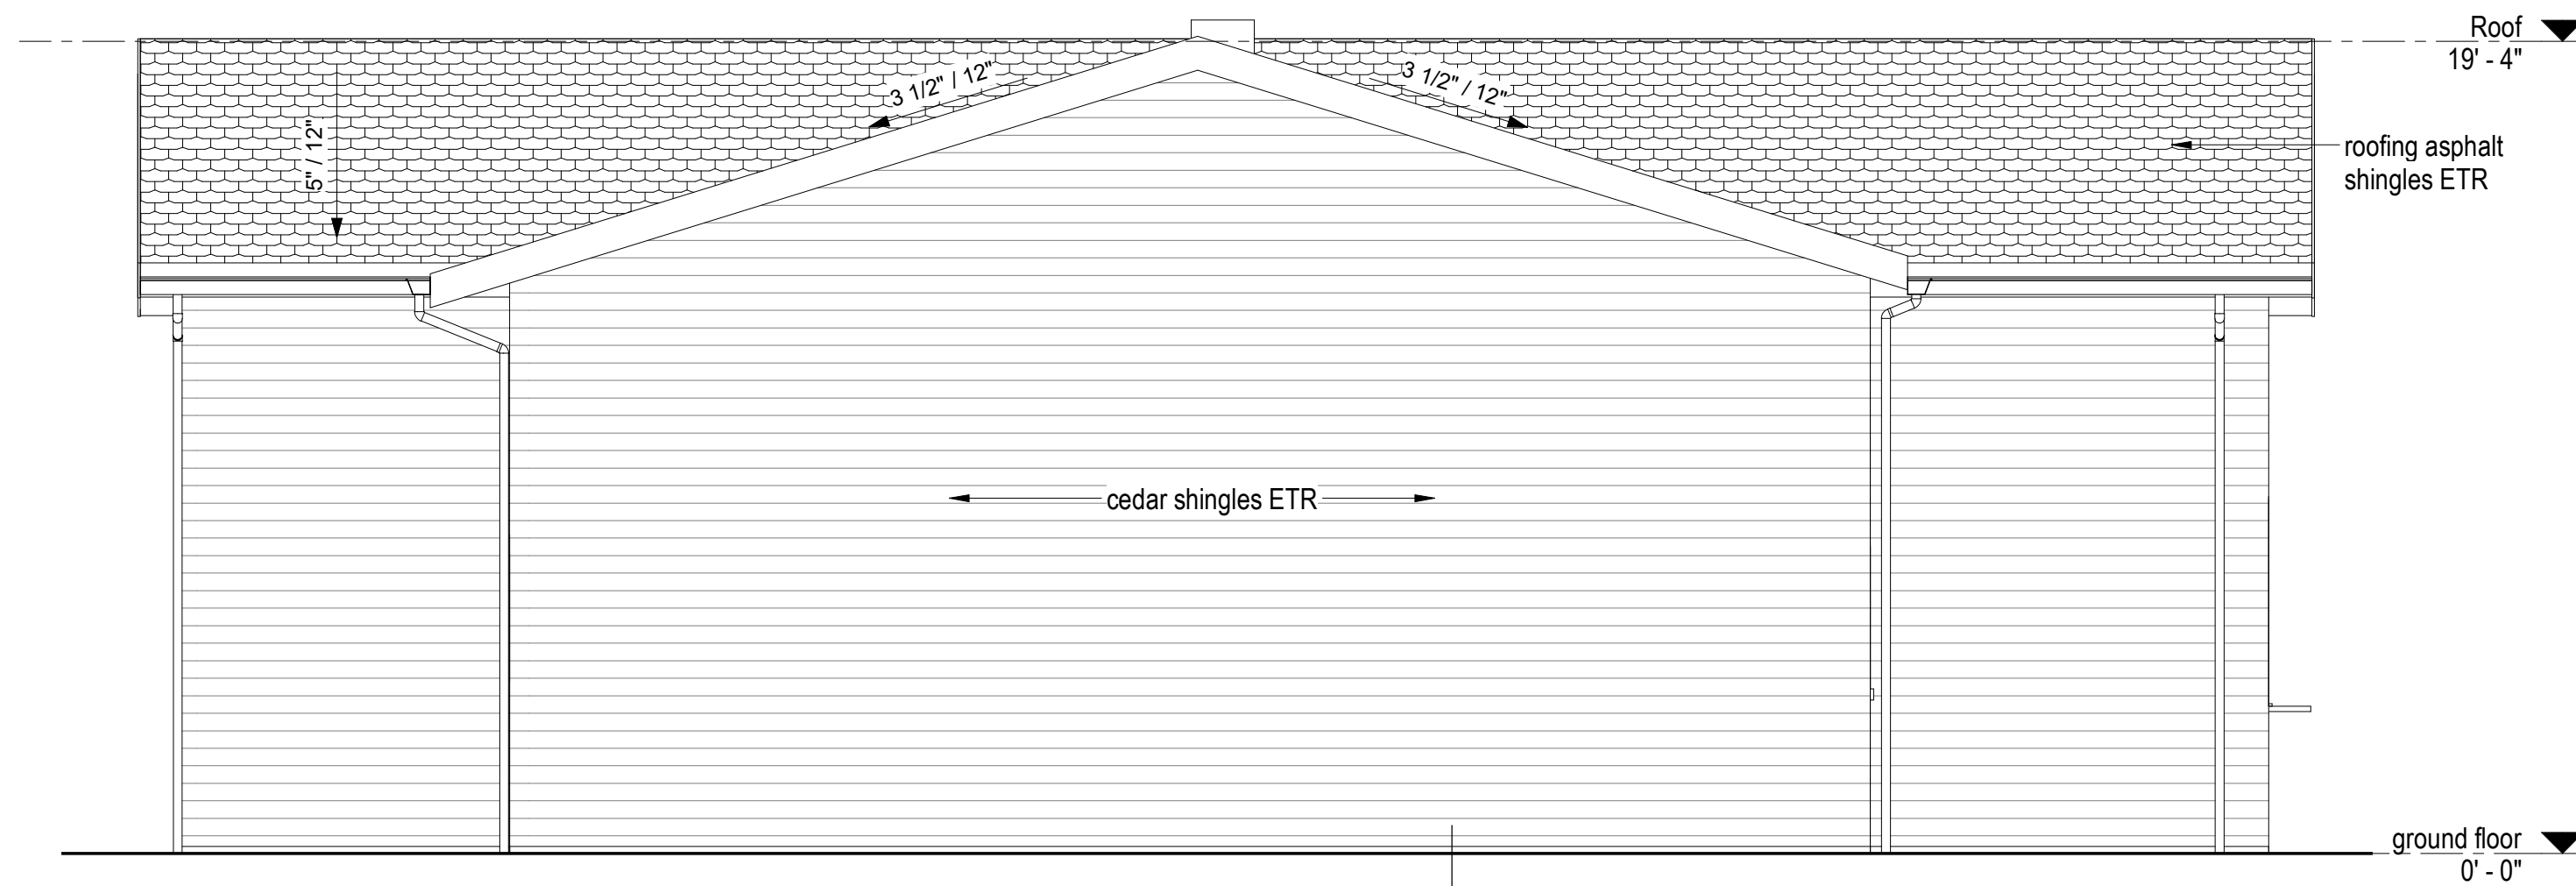 Roof
19' - 4"
3 1/2" / 12"
3 1/2" / 12"
5" / 12"
roofing asphalt
shingles ETR
cedar shingles ETR
ground floor
0' - 0"